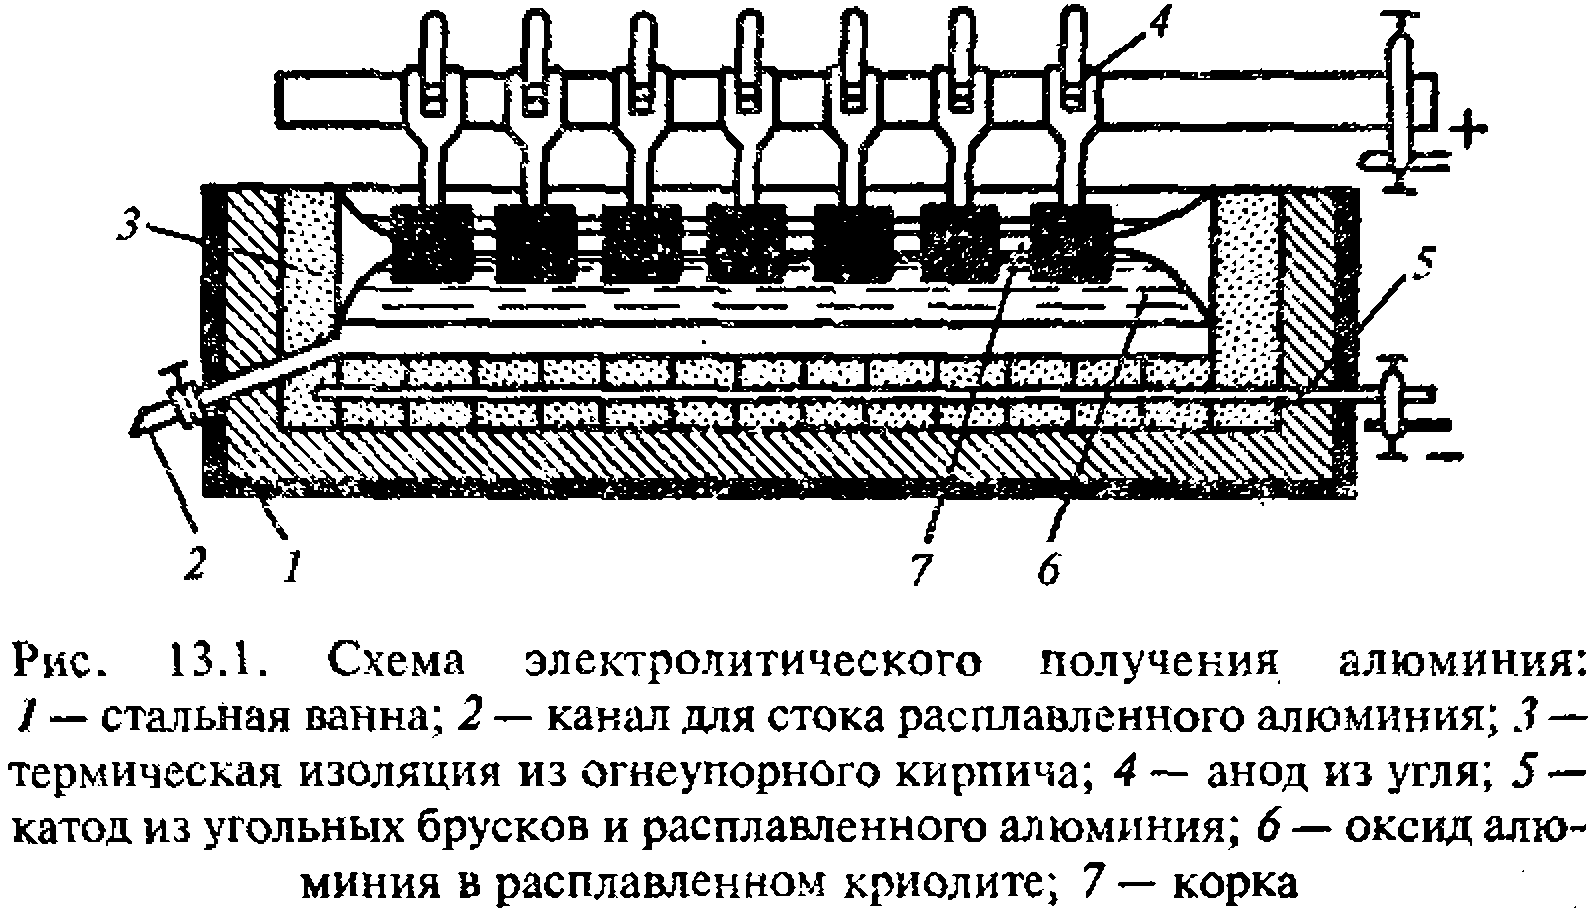 4
+
3
5
−
2
1
7
6
Рис. 13.1. Схема электролитического получения алюминия:
1 — стальная ванна; 2 — канал для стока расплавленного алюминия; 3 —
термическая изоляция из огнеупорного кирпича; 4 — анод из угля; 5 —
катод из угольных брусков и расплавленного алюминия; 6 — оксид алю-
миния в расплавленном криолите; 7 — корка